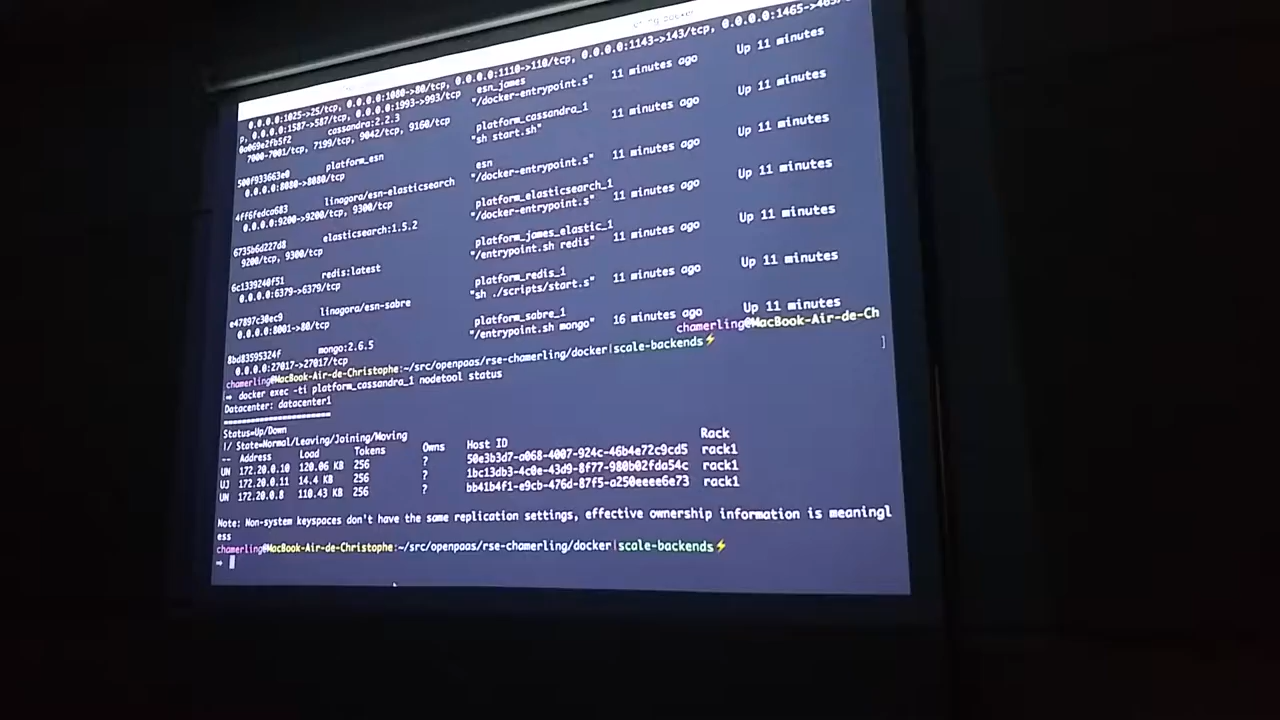 0.0.0.0:1025->25/tcp, 0.0.0.0:1080->80/tcp, 0.0.0.0:1110->110/tcp, 0.0.0.0:1143->143/tcp, 0.0.0.0:1465->465/
p, 0.0.0.0:1587->587/tcp, 0.0.0.0:1993->993/tcp esn_james
0a069e2fb5f2 cassandra:2.2.3 "/docker-entrypoint.s" 11 minutes ago Up 11 minutes
7000-7001/tcp, 7199/tcp, 9042/tcp, 9160/tcp platform_cassandra_1
500f933663e0 platform_esn "sh start.sh" 11 minutes ago Up 11 minutes
0.0.0.0:8080->8080/tcp esn
4ff6fedca683 linagora/esn-elasticsearch "/docker-entrypoint.s" 11 minutes ago Up 11 minutes
0.0.0.0:9200->9200/tcp, 9300/tcp platform_elasticsearch_1
6735b6d227d8 elasticsearch:1.5.2 "/docker-entrypoint.s" 11 minutes ago Up 11 minutes
9200/tcp, 9300/tcp platform_james_elastic_1
6c1339240f51 redis:latest "/entrypoint.sh redis" 11 minutes ago Up 11 minutes
0.0.0.0:6379->6379/tcp platform_redis_1
e47897c30ec9 linagora/esn-sabre "sh ./scripts/start.s" 11 minutes ago Up 11 minutes
0.0.0.0:8001->80/tcp platform_sabre_1
8bd83595324f mongo:2.6.5 "/entrypoint.sh mongo" 16 minutes ago Up 11 minutes
0.0.0.0:27017->27017/tcp chamerling@MacBook-Air-de-Ch
chamerling@MacBook-Air-de-Christophe:~/src/openpaas/rse-chamerling/docker|scale-backends⚡ ]
⇒ docker exec -ti platform_cassandra_1 nodetool status
Datacenter: datacenter1
=======================
Status=Up/Down
|/ State=Normal/Leaving/Joining/Moving
-- Address Load Tokens Owns Host ID Rack
UN 172.20.0.10 120.06 KB 256 ? 50e3b3d7-a068-4007-924c-46b4e72c9cd5 rack1
UJ 172.20.0.11 14.4 KB 256 ? 1bc13db3-4c0e-43d9-8f77-980b02fda54c rack1
UN 172.20.0.8 110.43 KB 256 ? bb41b4f1-e9cb-476d-87f5-a250eeee6e73 rack1
Note: Non-system keyspaces don't have the same replication settings, effective ownership information is meaningl
ess
chamerling@MacBook-Air-de-Christophe:~/src/openpaas/rse-chamerling/docker|scale-backends⚡
⇒